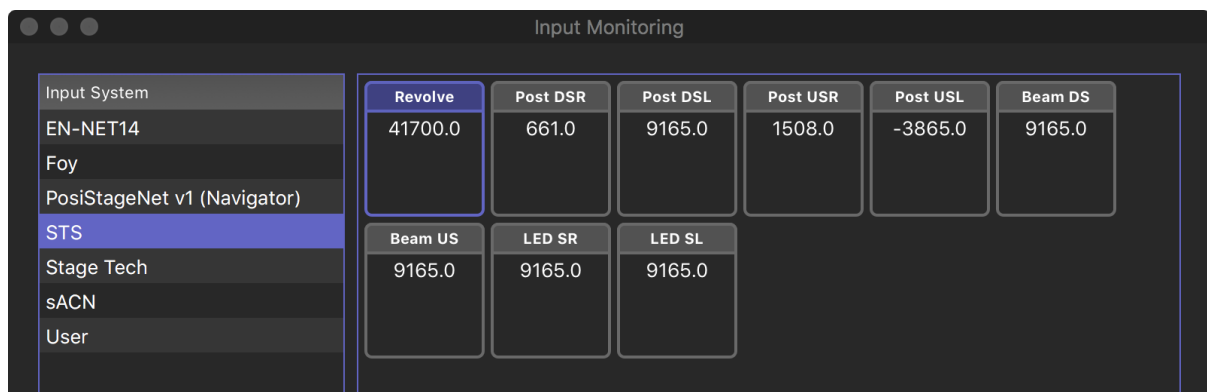 Input Monitoring
Input System
EN-NET14
Foy
PosiStageNet v1 (Navigator)
STS
Stage Tech
sACN
User
Revolve Post DSR Post DSL Post USR Post USL Beam DS
41700.0 661.0 9165.0 1508.0 -3865.0 9165.0
Beam US LED SR LED SL
9165.0 9165.0 9165.0